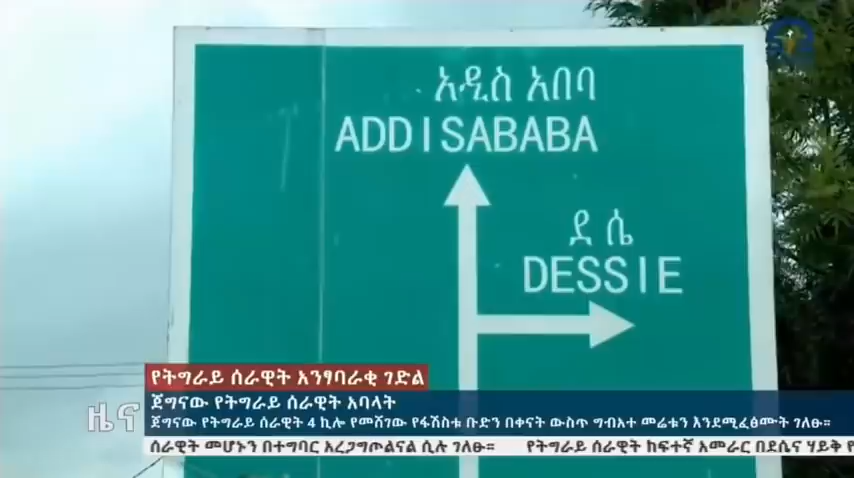 አዲስ አበባ
ADDISABABA
ደሴ
DESSIE
የትግራይ ሰራዊት አንፃባራቂ ገድል
ዜና
ጀግናው የትግራይ ሰራዊት አባላት
ጀግናው የትግራይ ሰራዊት 4 ኪሎ የመሸገው የፋሽስቱ ቡድን በቀናት ውስጥ ግብአተ መሬቱን እንደሚፈፅሙት ገለፁ።
ሰራዊት መሆኑን በተግባር አረጋግጦልናል ሲሉ ገለፁ። የትግራይ ሰራዊት ከፍተኛ አመራር በደሴና ሃይቅ የ